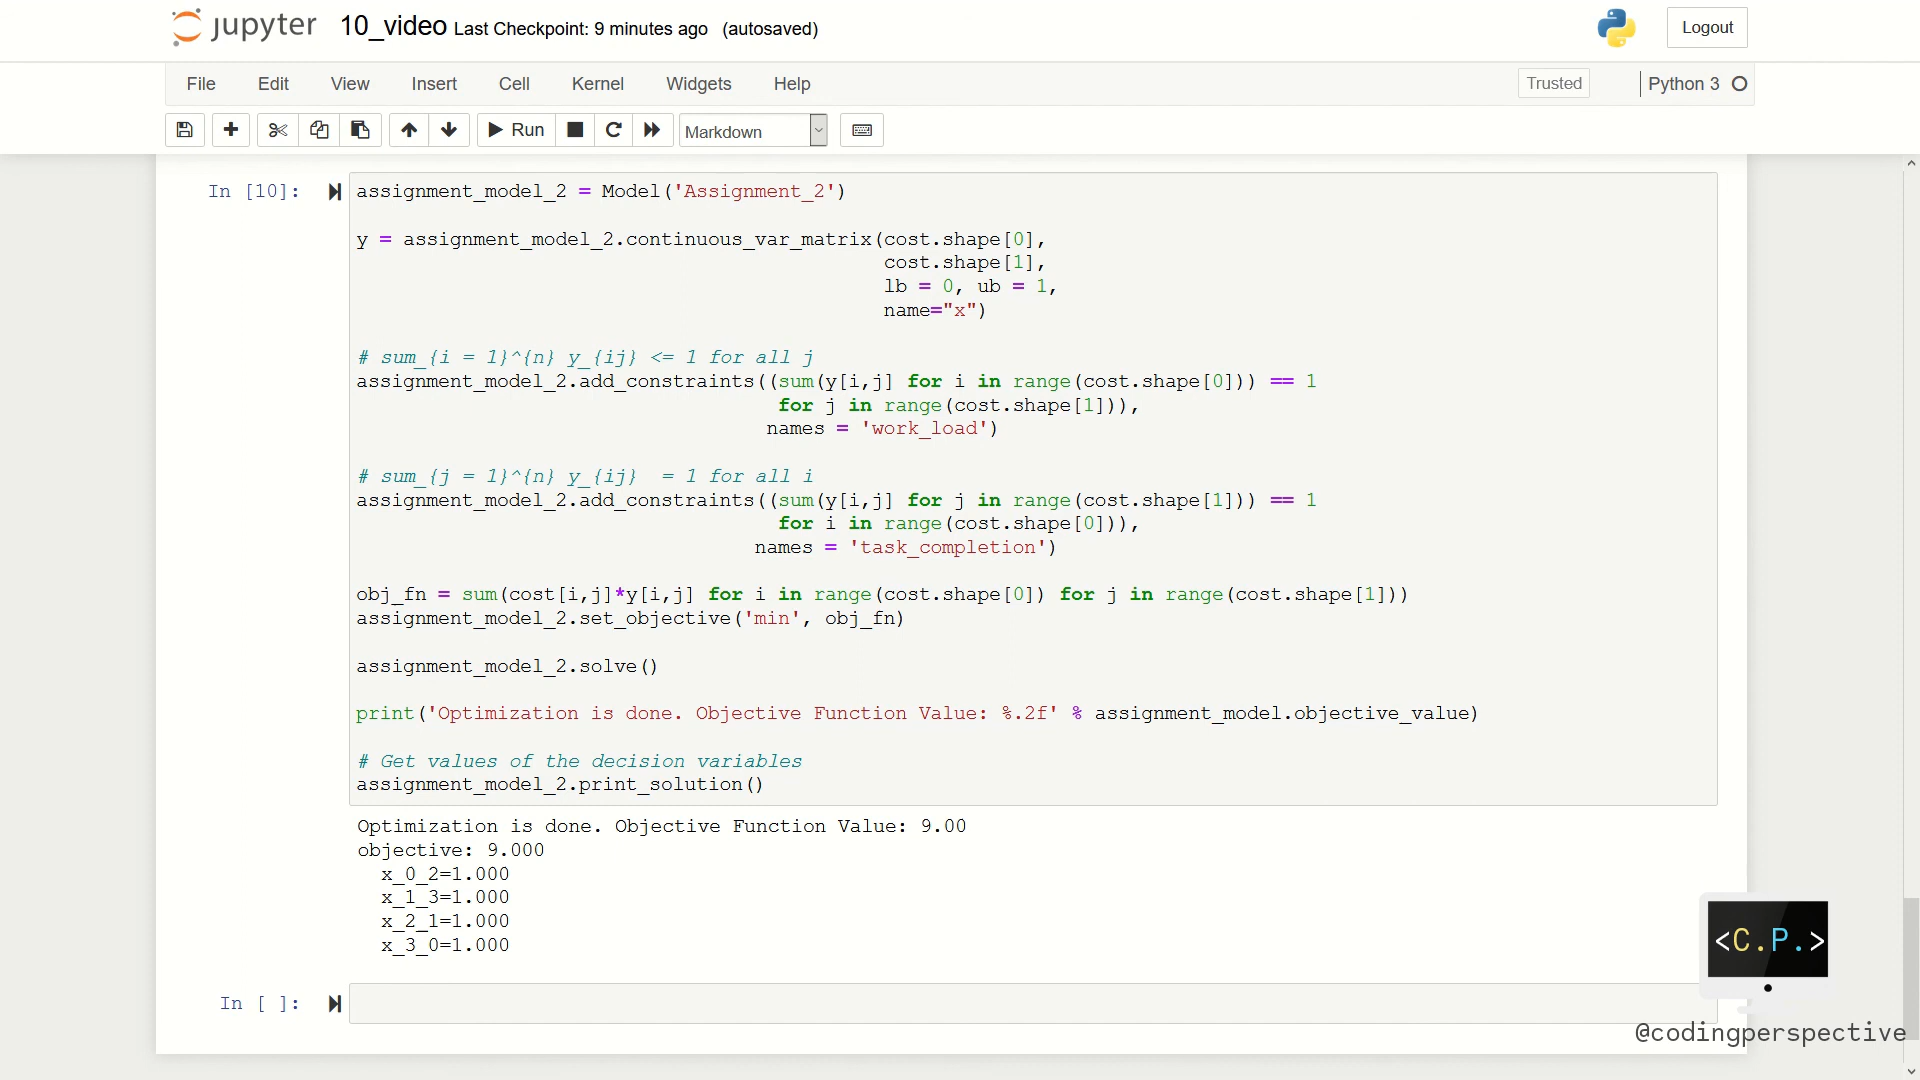 jupyter 10_video Last Checkpoint: 9 minutes ago (autosaved) Logout
File Edit View Insert Cell Kernel Widgets Help Trusted Python 3
Run Markdown
In [10]: assignment_model_2 = Model('Assignment_2')
y = assignment_model_2.continuous_var_matrix(cost.shape[0],
cost.shape[1],
lb = 0, ub = 1,
name="x")
# sum_{i = 1}^{n} y_{ij} <= 1 for all j
assignment_model_2.add_constraints((sum(y[i,j] for i in range(cost.shape[0])) == 1
for j in range(cost.shape[1])),
names = 'work_load')
# sum_{j = 1}^{n} y_{ij}  = 1 for all i
assignment_model_2.add_constraints((sum(y[i,j] for j in range(cost.shape[1])) == 1
for i in range(cost.shape[0])),
names = 'task_completion')
obj_fn = sum(cost[i,j]*y[i,j] for i in range(cost.shape[0]) for j in range(cost.shape[1]))
assignment_model_2.set_objective('min', obj_fn)
assignment_model_2.solve()
print('Optimization is done. Objective Function Value: %.2f' % assignment_model.objective_value)
# Get values of the decision variables
assignment_model_2.print_solution()
Optimization is done. Objective Function Value: 9.00
objective: 9.000
x_0_2=1.000
x_1_3=1.000
x_2_1=1.000
x_3_0=1.000
<C.P.>
In [ ]:
@codingperspective